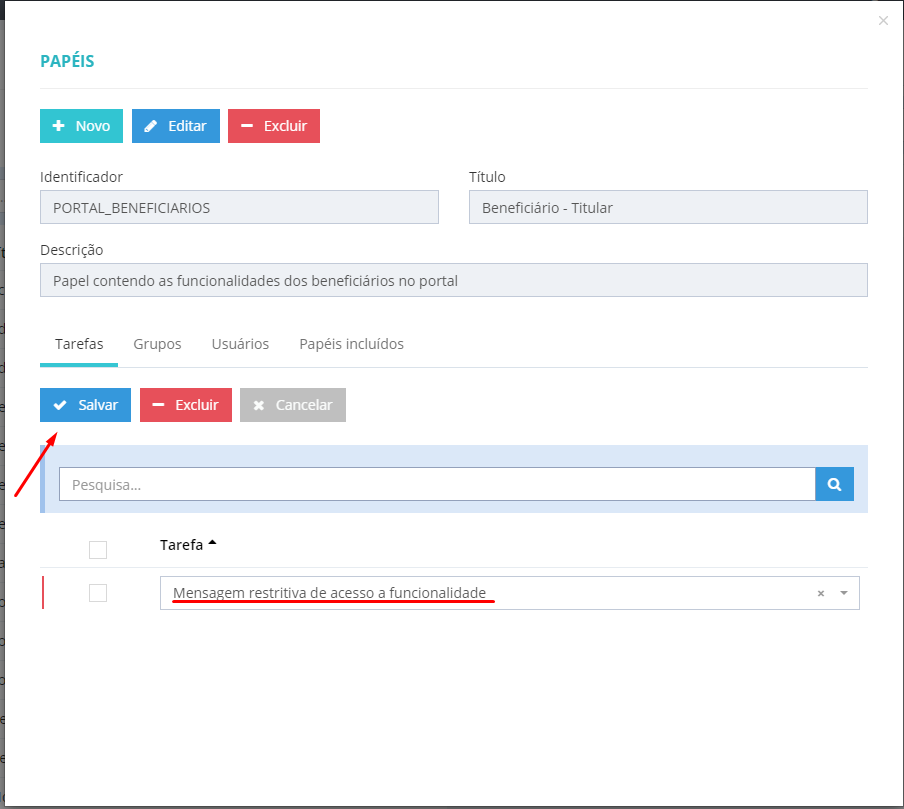 PAPÉIS
Novo Editar Excluir
Identificador Título
PORTAL_BENEFICIARIOS Beneficiário - Titular
Descrição
Papel contendo as funcionalidades dos beneficiários no portal
Tarefas Grupos Usuários Papéis incluídos
Salvar Excluir Cancelar
Pesquisa...
Tarefa
Mensagem restritiva de acesso a funcionalidade